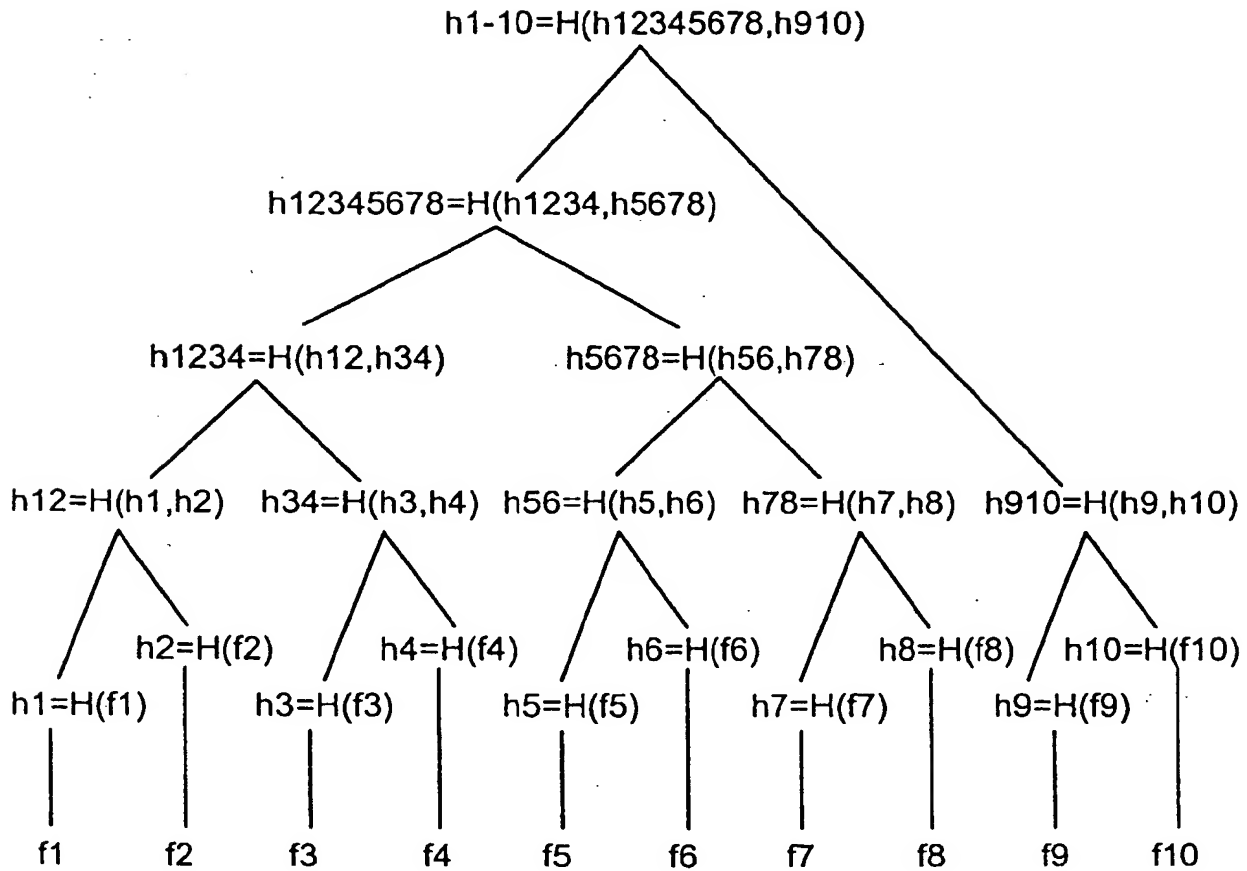 h1-10=H(h12345678,h910)
h12345678=H(h1234,h5678)
h1234=H(h12,h34) h5678=H(h56,h78)
h12=H(h1,h2) h34=H(h3,h4) h56=H(h5,h6) h78=H(h7,h8) h910=H(h9,h10)
h2=H(f2) h4=H(f4) h6=H(f6) h8=H(f8) h10=H(f10)
h1=H(f1) h3=H(f3) h5=H(f5) h7=H(f7) h9=H(f9)
f1 f2 f3 f4 f5 f6 f7 f8 f9 f10